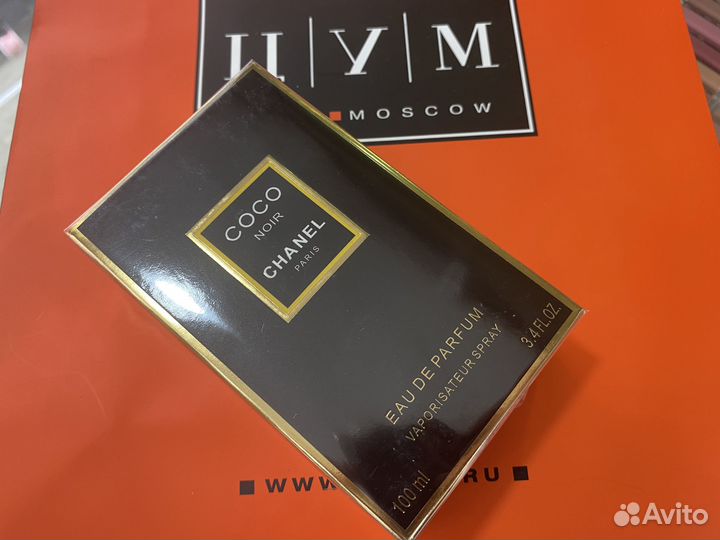 ЦУМ
MOSCOW
COCO
NOIR
CHANEL
PARIS
EAU DE PARFUM
VAPORISATEUR SPRAY
100 ml
3.4 FL.OZ.
WWW.
RU
Avito